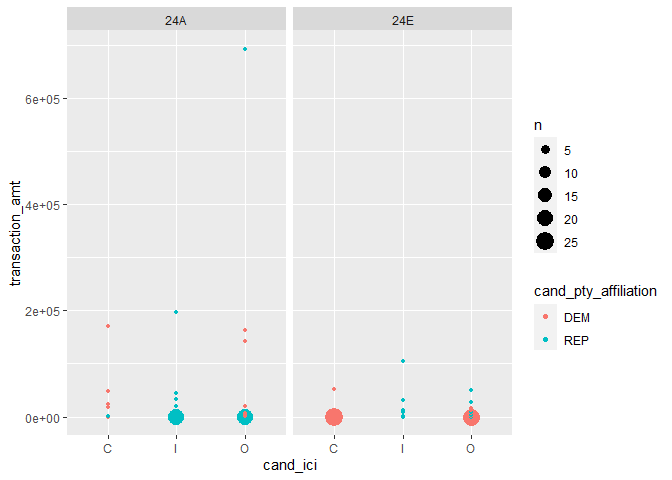 24A 24E
6e+05
4e+05
2e+05
0e+00
transaction_amt
C I O C I O
cand_ici
n
5
10
15
20
25
cand_pty_affiliation
DEM
REP